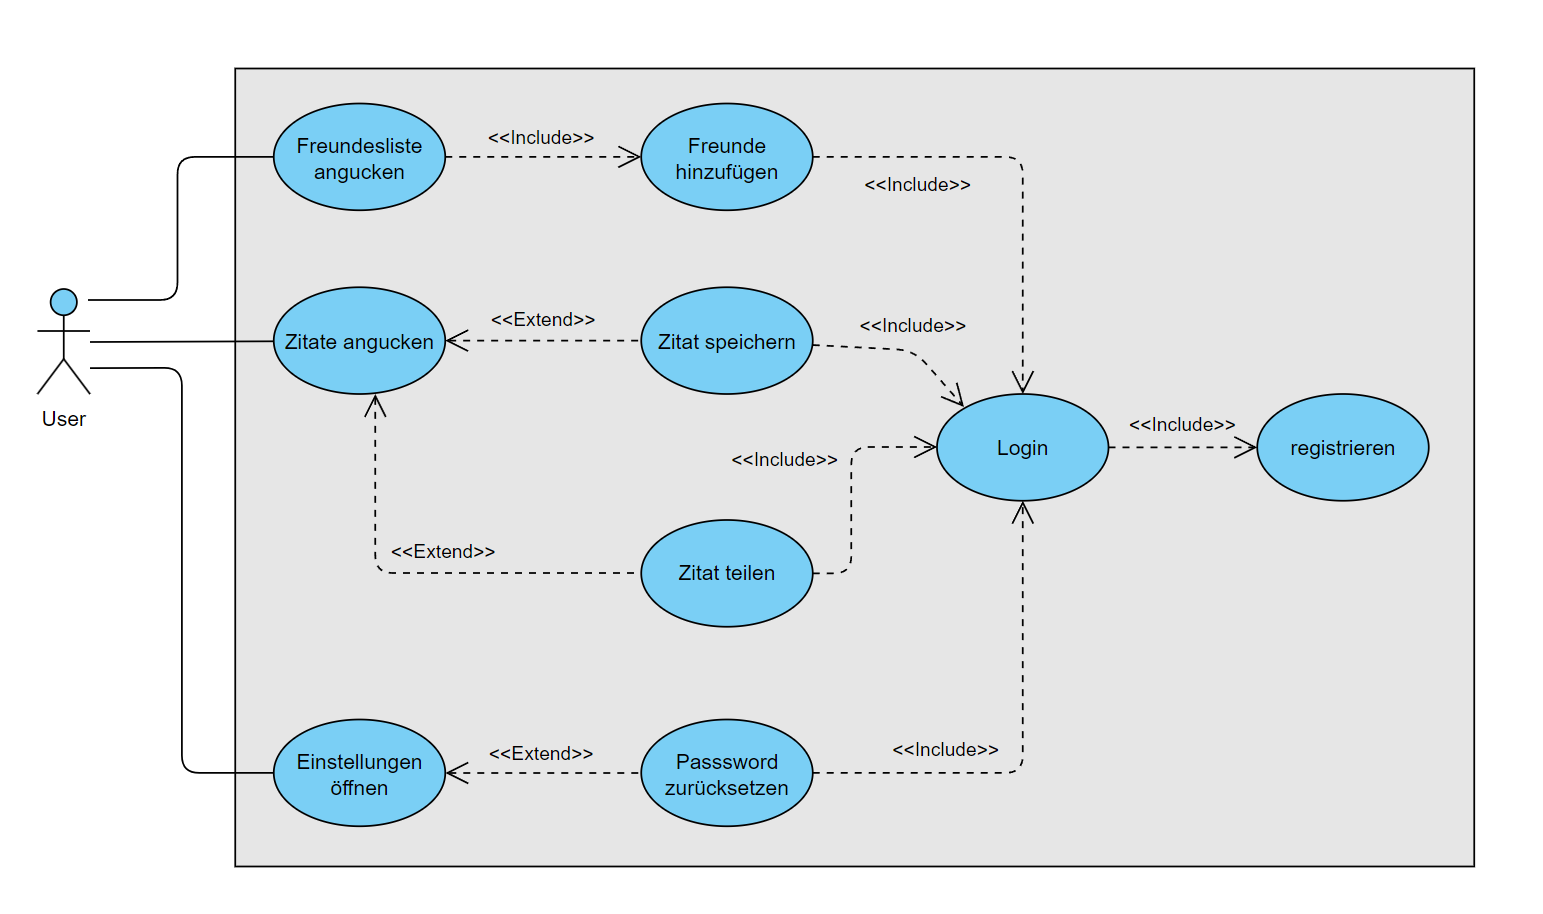 Freundesliste
angucken
<<Include>>
Freunde
hinzufügen
<<Include>>
User
Zitate angucken
<<Extend>>
Zitat speichern
<<Include>>
<<Include>>
Login
<<Include>>
registrieren
<<Extend>>
Zitat teilen
Einstellungen
öffnen
<<Extend>>
Passsword
zurücksetzen
<<Include>>